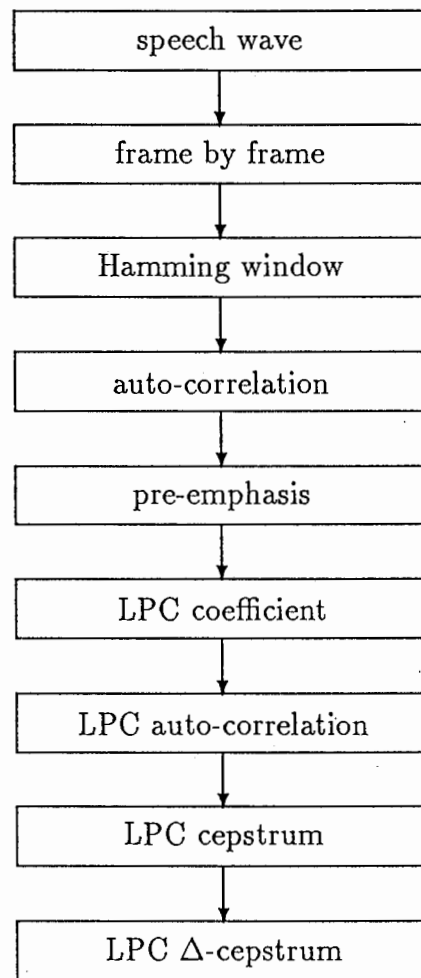 speech wave
frame by frame
Hamming window
auto-correlation
pre-emphasis
LPC coefficient
LPC auto-correlation
LPC cepstrum
LPC Δ-cepstrum